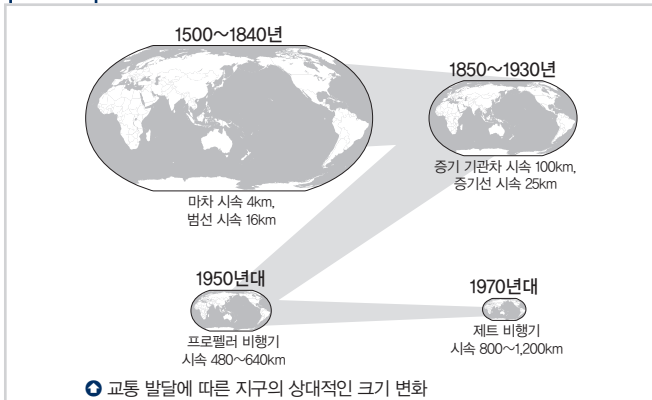 1500～1840년
1850～1930년
증기 기관차 시속 100km,
증기선 시속 25km
마차 시속 4km,
범선 시속 16km
1950년대
프로펠러 비행기
시속 480～640km
1970년대
제트 비행기
시속 800～1,200km
교통 발달에 따른 지구의 상대적인 크기 변화